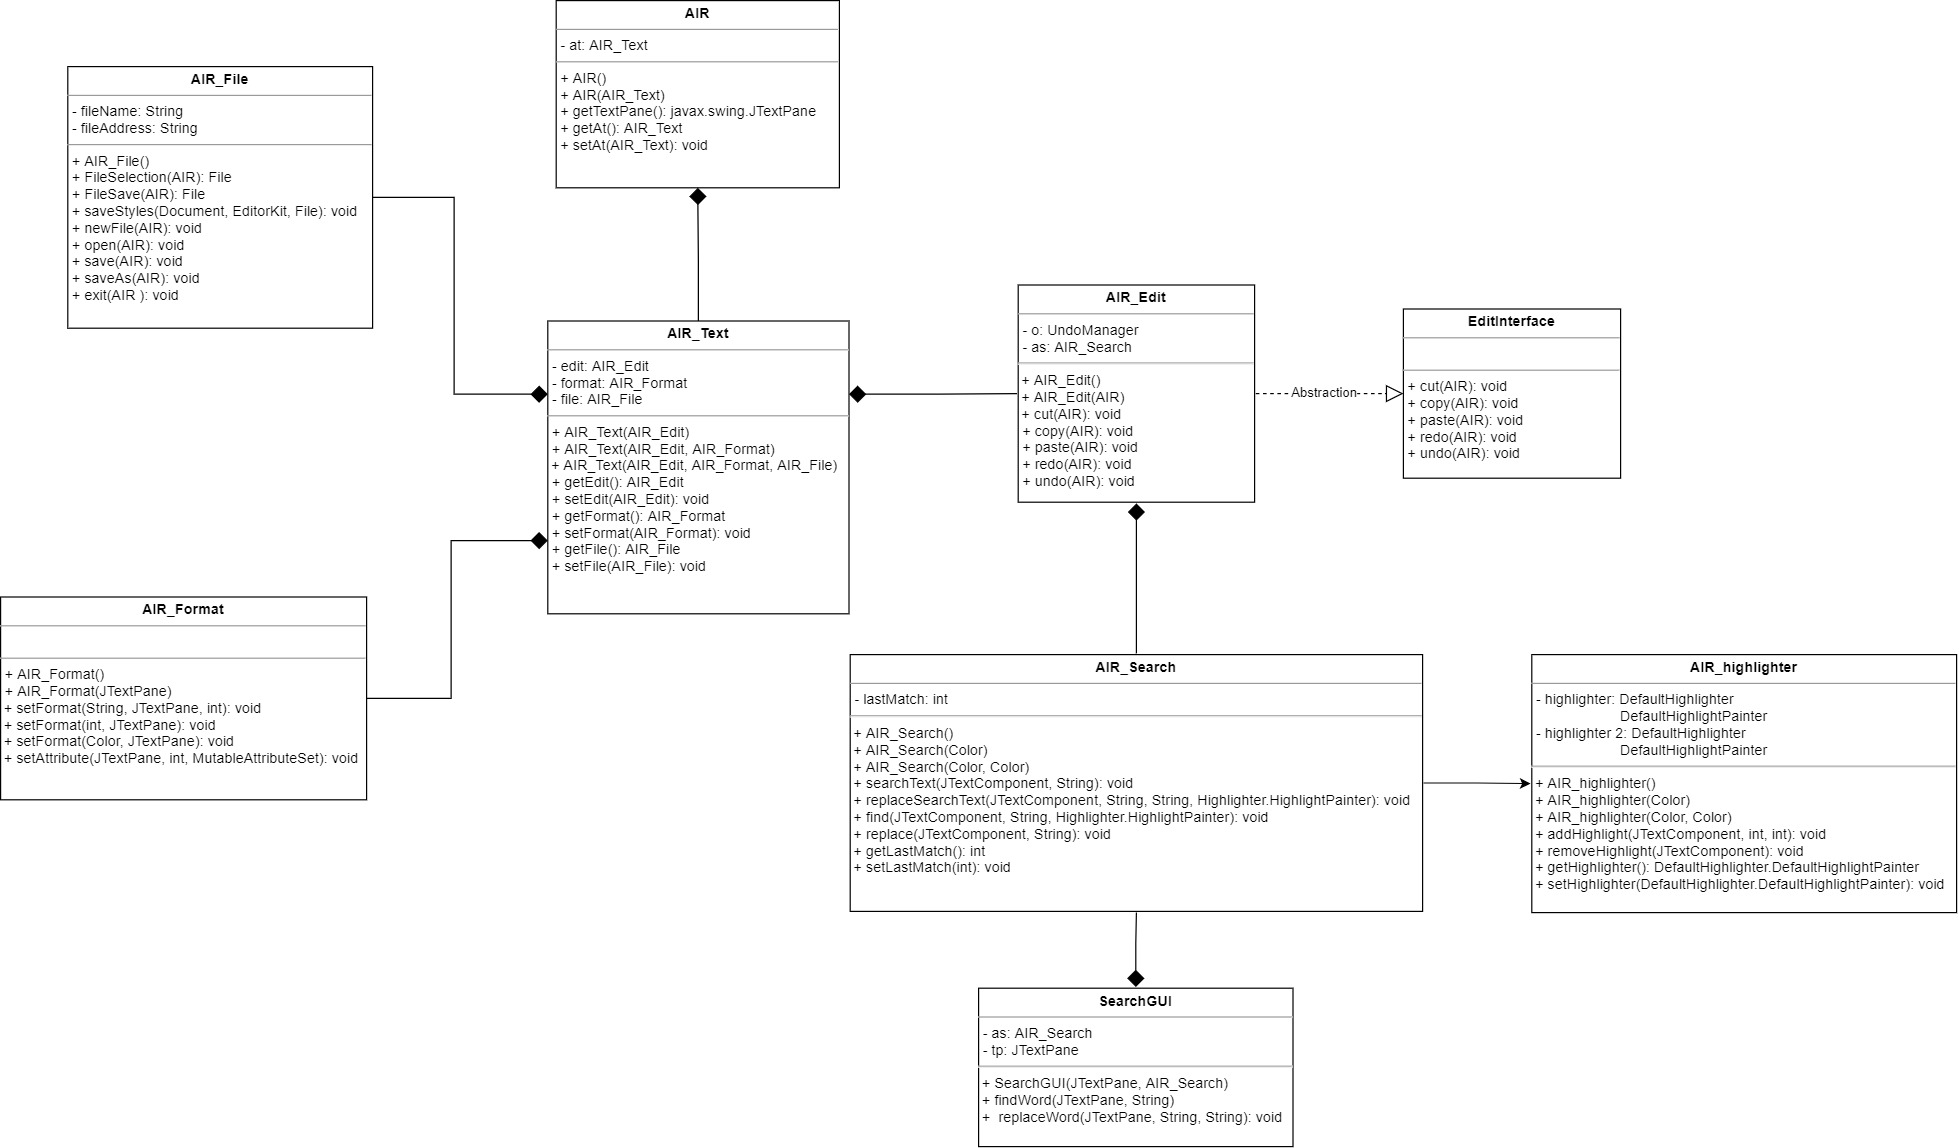 AIR
- at: AIR_Text
+ AIR()
+ AIR(AIR_Text)
+ getTextPane(): javax.swing.JTextPane
+ getAt(): AIR_Text
+ setAt(AIR_Text): void
AIR_File
- fileName: String
- fileAddress: String
+ AIR_File()
+ FileSelection(AIR): File
+ FileSave(AIR): File
+ saveStyles(Document, EditorKit, File): void
+ newFile(AIR): void
+ open(AIR): void
+ save(AIR): void
+ saveAs(AIR): void
+ exit(AIR ): void
AIR_Text
- edit: AIR_Edit
- format: AIR_Format
- file: AIR_File
+ AIR_Text(AIR_Edit)
+ AIR_Text(AIR_Edit, AIR_Format)
+ AIR_Text(AIR_Edit, AIR_Format, AIR_File)
+ getEdit(): AIR_Edit
+ setEdit(AIR_Edit): void
+ getFormat(): AIR_Format
+ setFormat(AIR_Format): void
+ getFile(): AIR_File
+ setFile(AIR_File): void
AIR_Edit
- o: UndoManager
- as: AIR_Search
+ AIR_Edit()
+ AIR_Edit(AIR)
+ cut(AIR): void
+ copy(AIR): void
+ paste(AIR): void
+ redo(AIR): void
+ undo(AIR): void
Abstraction
EditInterface
+ cut(AIR): void
+ copy(AIR): void
+ paste(AIR): void
+ redo(AIR): void
+ undo(AIR): void
AIR_Format
+ AIR_Format()
+ AIR_Format(JTextPane)
+ setFormat(String, JTextPane, int): void
+ setFormat(int, JTextPane): void
+ setFormat(Color, JTextPane): void
+ setAttribute(JTextPane, int, MutableAttributeSet): void
AIR_Search
- lastMatch: int
+ AIR_Search()
+ AIR_Search(Color)
+ AIR_Search(Color, Color)
+ searchText(JTextComponent, String): void
+ replaceSearchText(JTextComponent, String, String, Highlighter.HighlightPainter): void
+ find(JTextComponent, String, Highlighter.HighlightPainter): void
+ replace(JTextComponent, String): void
+ getLastMatch(): int
+ setLastMatch(int): void
AIR_highlighter
- highlighter: DefaultHighlighter
DefaultHighlightPainter
- highlighter 2: DefaultHighlighter
DefaultHighlightPainter
+ AIR_highlighter()
+ AIR_highlighter(Color)
+ AIR_highlighter(Color, Color)
+ addHighlight(JTextComponent, int, int): void
+ removeHighlight(JTextComponent): void
+ getHighlighter(): DefaultHighlighter.DefaultHighlightPainter
+ setHighlighter(DefaultHighlighter.DefaultHighlightPainter): void
SearchGUI
- as: AIR_Search
- tp: JTextPane
+ SearchGUI(JTextPane, AIR_Search)
+ findWord(JTextPane, String)
+  replaceWord(JTextPane, String, String): void